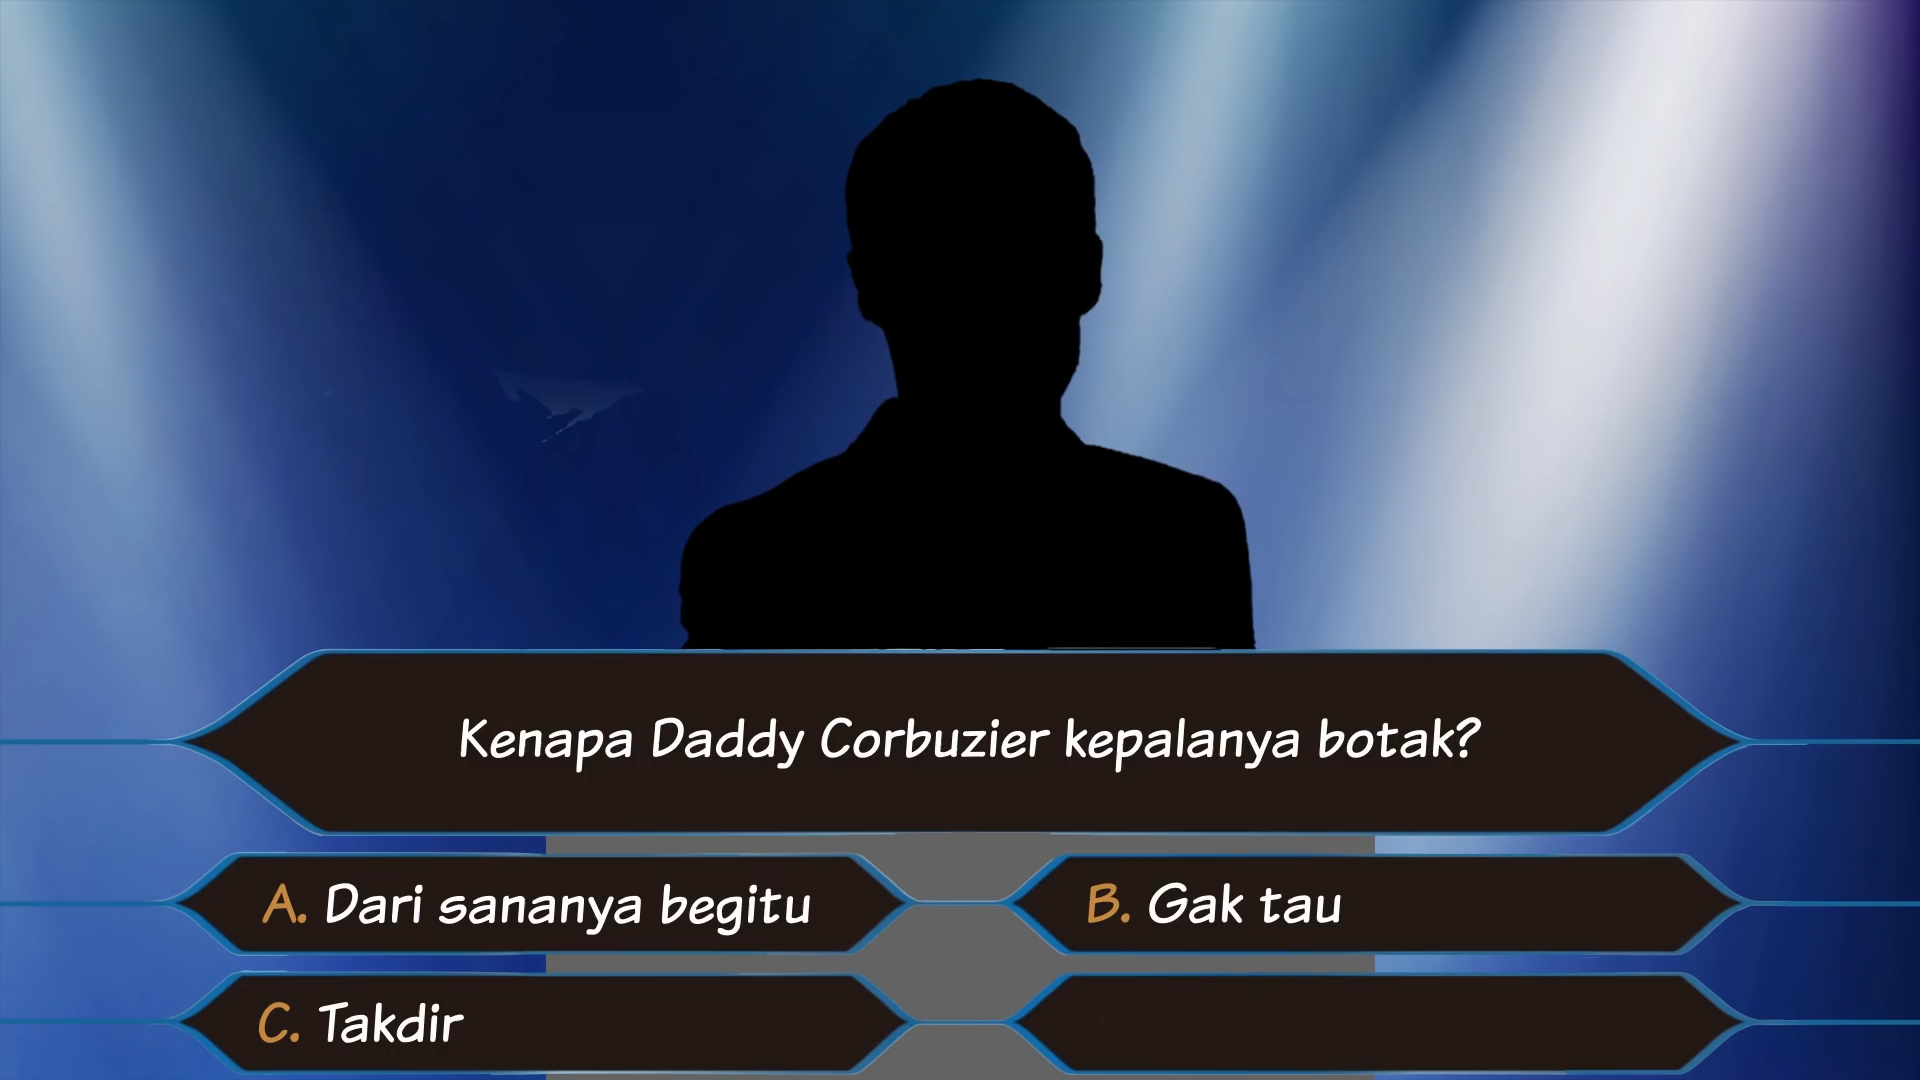 Kenapa Daddy Corbuzier kepalanya botak?
A. Dari sananya begitu
B. Gak tau
C. Takdir